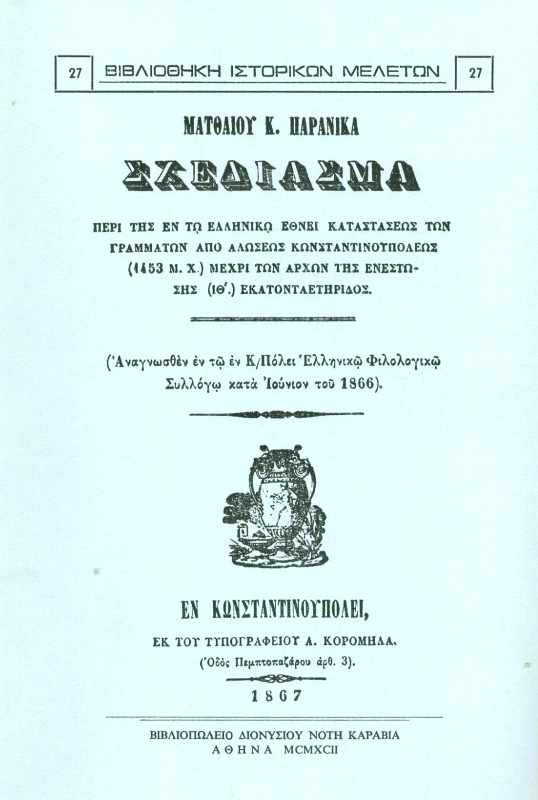 27 ΒΙΒΛΙΟΘΗΚΗ ΙΣΤΟΡΙΚΩΝ ΜΕΛΕΤΩΝ 27
ΜΑΤΘΑΙΟΥ Κ. ΠΑΡΑΝΙΚΑ
ΣΧΕΔΙΑΣΜΑ
ΠΕΡΙ ΤΗΣ ΕΝ ΤΩ ΕΛΛΗΝΙΚΩ ΕΘΝΕΙ ΚΑΤΑΣΤΑΣΕΩΣ ΤΩΝ
ΓΡΑΜΜΑΤΩΝ ΑΠΟ ΑΛΩΣΕΩΣ ΚΩΝΣΤΑΝΤΙΝΟΥΠΟΛΕΩΣ
(1453 Μ. Χ.) ΜΕΧΡΙ ΤΩΝ ΑΡΧΩΝ ΤΗΣ ΕΝΕΣΤΩ-
ΣΗΣ (ΙΘ′.) ΕΚΑΤΟΝΤΑΕΤΗΡΙΔΟΣ.
(Ἀναγνωσθὲν ἐν τῷ ἐν Κ/Πόλει Ἑλληνικῷ Φιλολογικῷ
Συλλόγῳ κατὰ Ἰούνιον τοῦ 1866).
ΕΝ ΚΩΝΣΤΑΝΤΙΝΟΥΠΟΛΕΙ,
ΕΚ ΤΟΥ ΤΥΠΟΓΡΑΦΕΙΟΥ Α. ΚΟΡΟΜΗΛΑ.
(Ὁδὸς Πεμπτοπαζάρου ἀρθ. 3).
1867
ΒΙΒΛΙΟΠΩΛΕΙΟ ΔΙΟΝΥΣΙΟΥ ΝΟΤΗ ΚΑΡΑΒΙΑ
ΑΘΗΝΑ MCMXCII